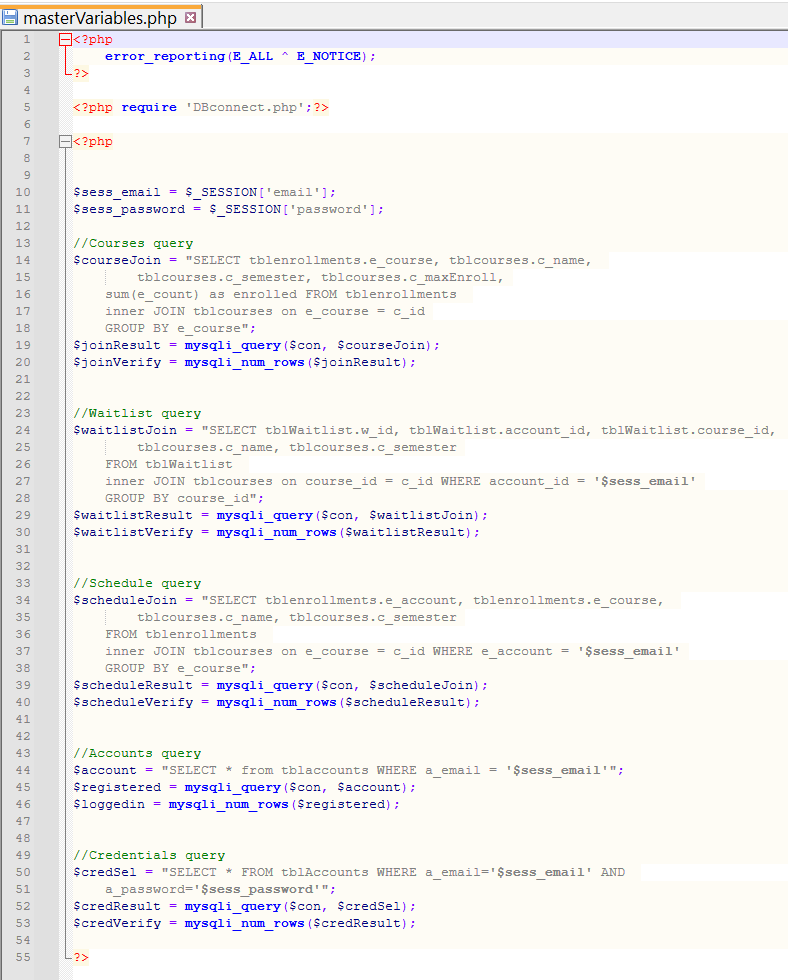 masterVariables.php
1 <?php
2 error_reporting(E_ALL ^ E_NOTICE);
3 ?>
4
5 <?php require 'DBconnect.php';?>
6
7 <?php
8
9
10 $sess_email = $_SESSION['email'];
11 $sess_password = $_SESSION['password'];
12
13 //Courses query
14 $courseJoin = "SELECT tblenrollments.e_course, tblcourses.c_name,
15 tblcourses.c_semester, tblcourses.c_maxEnroll,
16 sum(e_count) as enrolled FROM tblenrollments
17 inner JOIN tblcourses on e_course = c_id
18 GROUP BY e_course";
19 $joinResult = mysqli_query($con, $courseJoin);
20 $joinVerify = mysqli_num_rows($joinResult);
21
22
23 //Waitlist query
24 $waitlistJoin = "SELECT tblWaitlist.w_id, tblWaitlist.account_id, tblWaitlist.course_id,
25 tblcourses.c_name, tblcourses.c_semester
26 FROM tblWaitlist
27 inner JOIN tblcourses on course_id = c_id WHERE account_id = '$sess_email'
28 GROUP BY course_id";
29 $waitlistResult = mysqli_query($con, $waitlistJoin);
30 $waitlistVerify = mysqli_num_rows($waitlistResult);
31
32
33 //Schedule query
34 $scheduleJoin = "SELECT tblenrollments.e_account, tblenrollments.e_course,
35 tblcourses.c_name, tblcourses.c_semester
36 FROM tblenrollments
37 inner JOIN tblcourses on e_course = c_id WHERE e_account = '$sess_email'
38 GROUP BY e_course";
39 $scheduleResult = mysqli_query($con, $scheduleJoin);
40 $scheduleVerify = mysqli_num_rows($scheduleResult);
41
42
43 //Accounts query
44 $account = "SELECT * from tblaccounts WHERE a_email = '$sess_email'";
45 $registered = mysqli_query($con, $account);
46 $loggedin = mysqli_num_rows($registered);
47
48
49 //Credentials query
50 $credSel = "SELECT * FROM tblAccounts WHERE a_email='$sess_email' AND
51 a_password='$sess_password'";
52 $credResult = mysqli_query($con, $credSel);
53 $credVerify = mysqli_num_rows($credResult);
54
55 ?>